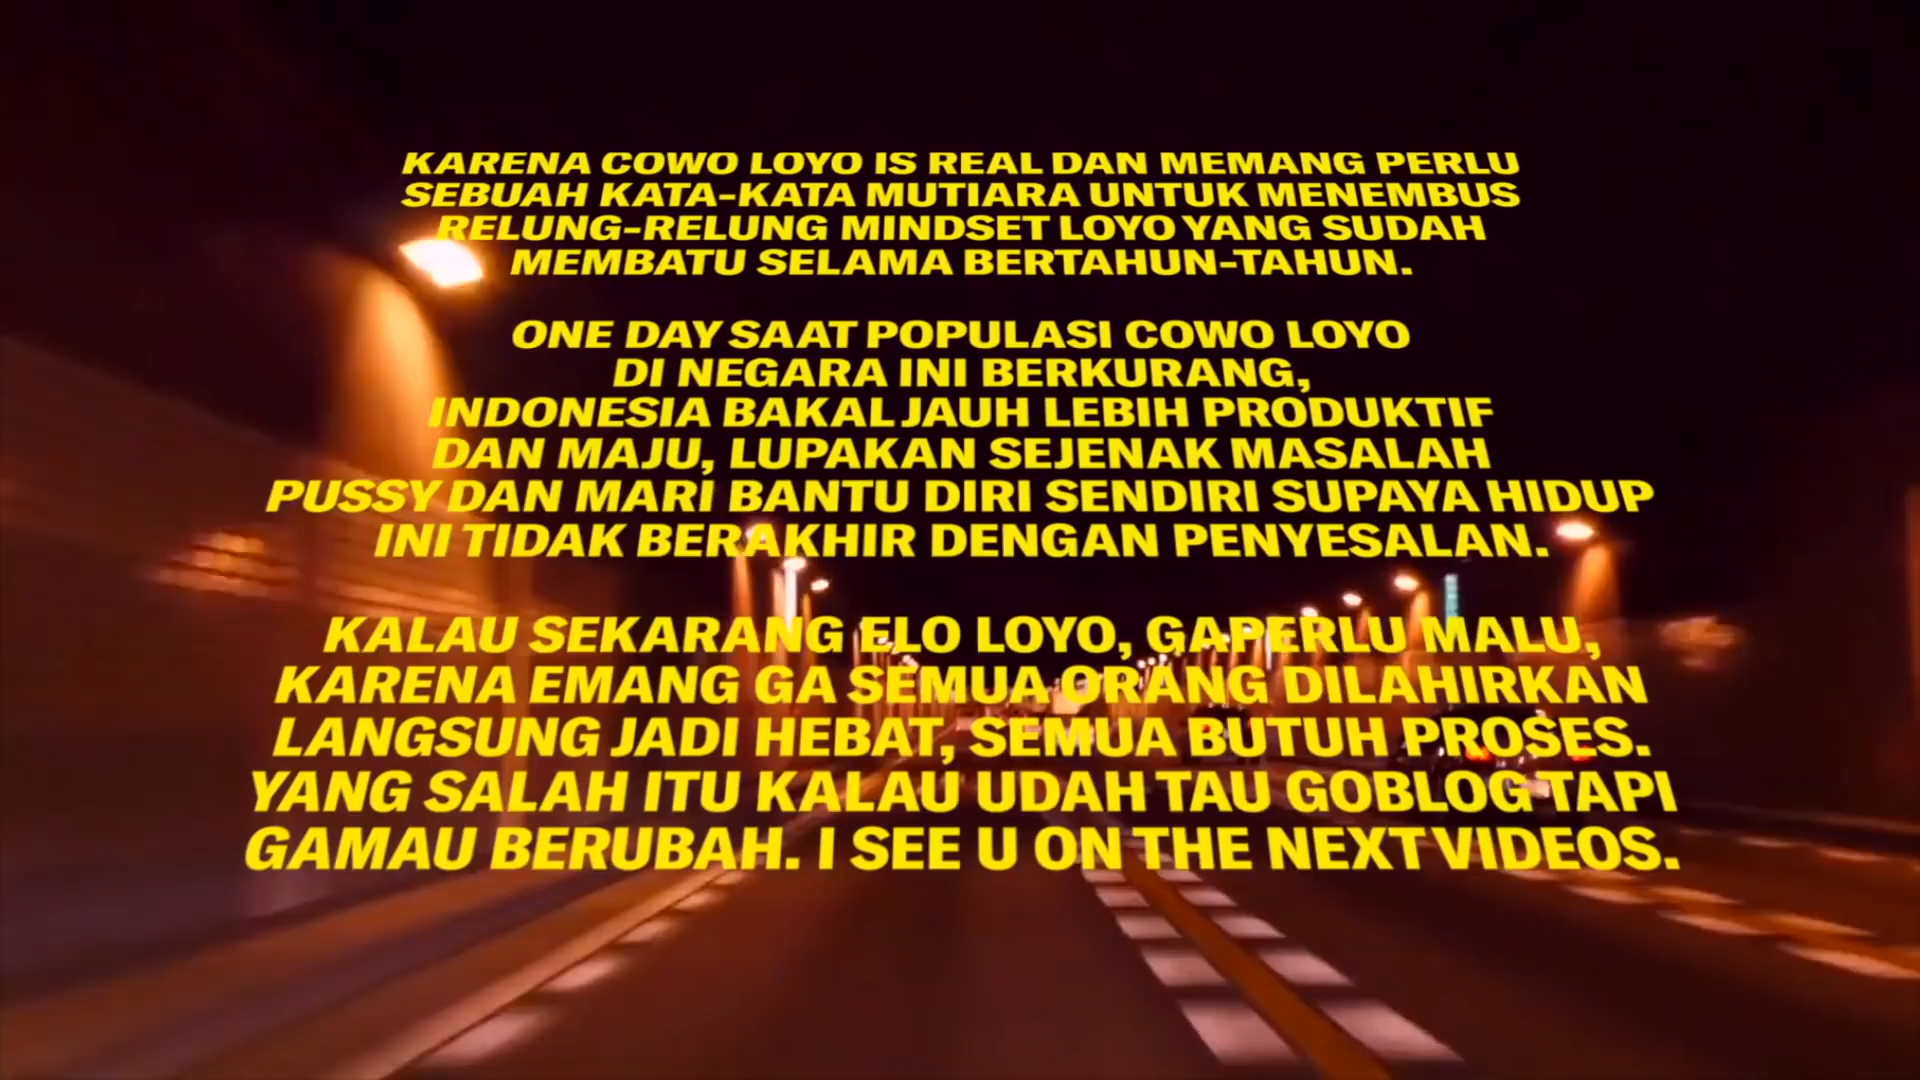 KARENA COWO LOYO IS REAL DAN MEMANG PERLU
SEBUAH KATA-KATA MUTIARA UNTUK MENEMBUS
RELUNG-RELUNG MINDSET LOYO YANG SUDAH
MEMBATU SELAMA BERTAHUN-TAHUN.
ONE DAY SAAT POPULASI COWO LOYO
DI NEGARA INI BERKURANG,
INDONESIA BAKAL JAUH LEBIH PRODUKTIF
DAN MAJU, LUPAKAN SEJENAK MASALAH
PUSSY DAN MARI BANTU DIRI SENDIRI SUPAYA HIDUP
INI TIDAK BERAKHIR DENGAN PENYESALAN.
KALAU SEKARANG ELO LOYO, GAPERLU MALU,
KARENA EMANG GA SEMUA ORANG DILAHIRKAN
LANGSUNG JADI HEBAT, SEMUA BUTUH PROSES.
YANG SALAH ITU KALAU UDAH TAU GOBLOG TAPI
GAMAU BERUBAH. I SEE U ON THE NEXT VIDEOS.